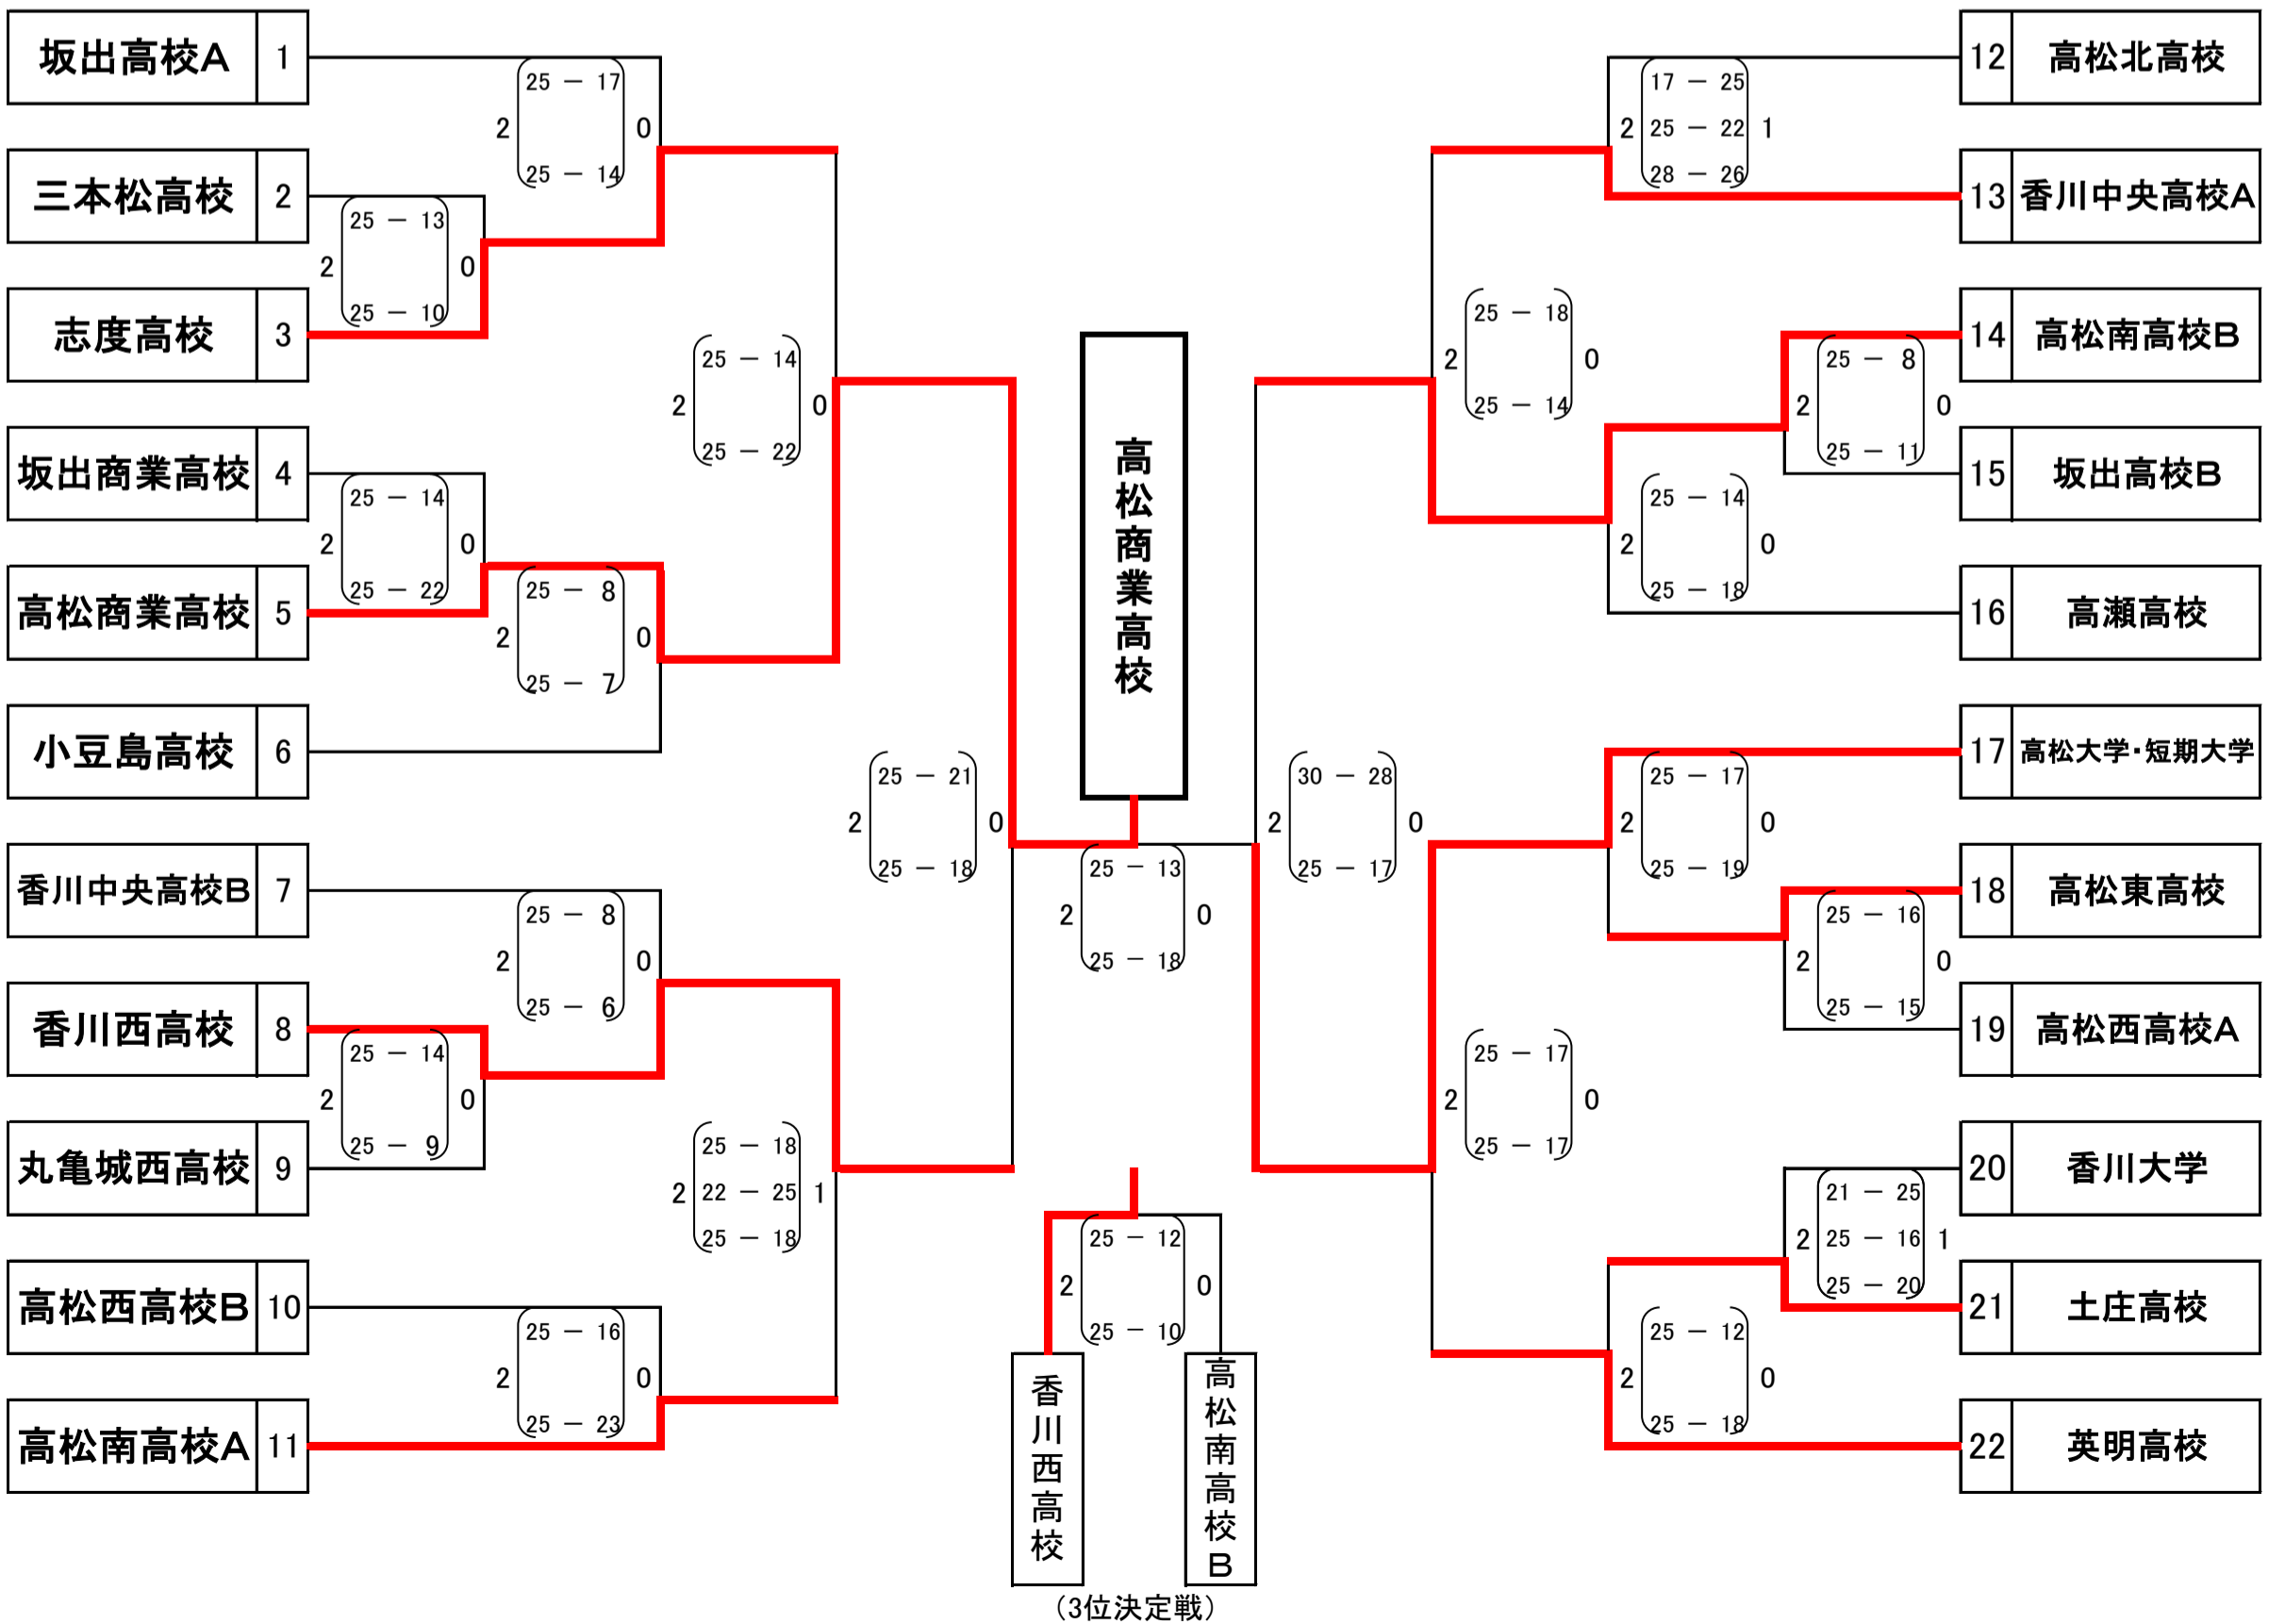 坂出高校A 1
三本松高校 2
志度高校 3
坂出商業高校 4
高松商業高校 5
小豆島高校 6
香川中央高校B 7
香川西高校 8
丸亀城西高校 9
高松西高校B 10
高松南高校A 11
2 25 － 13 0
25 － 10
2 25 － 14 0
25 － 22
2 25 － 14 0
25 － 9
2 25 － 17 0
25 － 14
2 25 － 8 0
25 － 7
2 25 － 8 0
25 － 6
2 25 － 16 0
25 － 23
2 25 － 14 0
25 － 22
25 － 18
2 22 － 25 1
25 － 18
2 25 － 21 0
25 － 18
高松商業高校
2 25 － 13 0
25 － 18
2 25 － 12 0
25 － 10
香川西高校
高松南高校B
（3位決定戦）
2 30 － 28 0
25 － 17
2 25 － 18 0
25 － 14
2 25 － 17 0
25 － 17
17 － 25
2 25 － 22 1
28 － 26
2 25 － 14 0
25 － 18
2 25 － 17 0
25 － 19
2 25 － 12 0
25 － 18
2 25 － 8 0
25 － 11
2 25 － 16 0
25 － 15
21 － 25
2 25 － 16 1
25 － 20
12 高松北高校
13 香川中央高校A
14 高松南高校B
15 坂出高校B
16 高瀬高校
17 高松大学・短期大学
18 高松東高校
19 高松西高校A
20 香川大学
21 土庄高校
22 英明高校